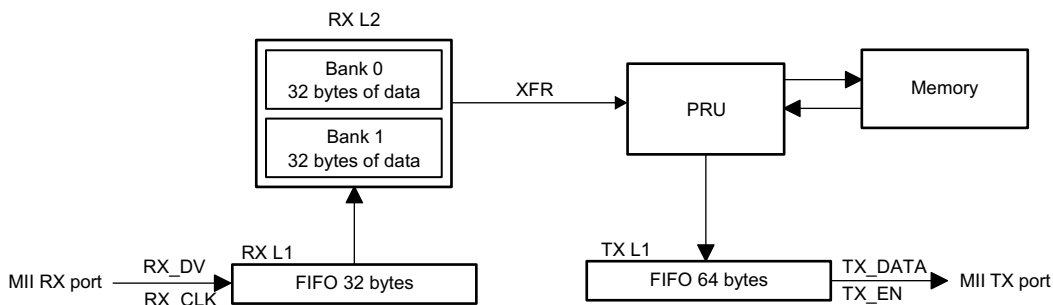 RX L2
Bank 0
32 bytes of data
Bank 1
32 bytes of data
XFR
PRU
Memory
RX L1
TX L1
MII RX port
RX_DV
RX_CLK
FIFO 32 bytes
FIFO 64 bytes
TX_DATA
TX_EN
MII TX port